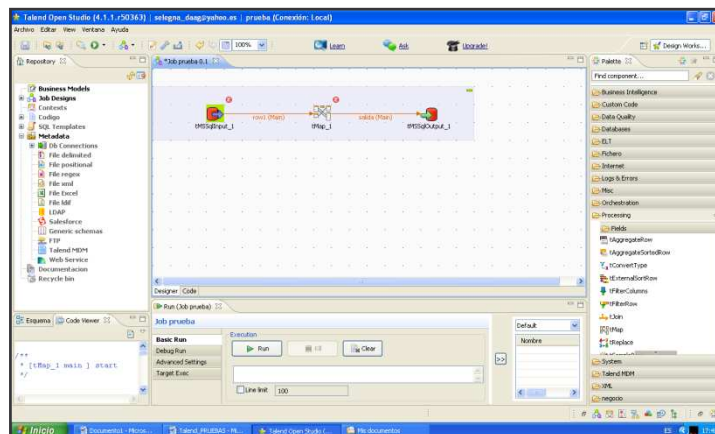 Talend Open Studio (4.1.1.r50363) | selegna_daag@yahoo.es | prueba (Conexión: Local)
Archivo Editar View Ventana Ayuda
100%
Learn
Ask
Upgrade!
Design Works...
Repository
*Job prueba 0.1
Palette
Find component...
Business Models
Job Designs
Contexts
Codigo
SQL Templates
Metadata
Db Connections
File delimited
File positional
File regex
File xml
File Excel
File ldif
LDAP
Salesforce
Generic schemas
FTP
Talend MDM
Web Service
Documentacion
Recycle bin
row1 (Main)
salida (Main)
tMSSqlInput_1
tMap_1
tMSSqlOutput_1
Designer Code
Business Intelligence
Custom Code
Data Quality
Databases
ELT
Fichero
Internet
Logs & Errors
Misc
Orchestration
Processing
Fields
tAggregateRow
tAggregateSortedRow
tConvertType
tExternalSortRow
tFilterColumns
tFilterRow
tJoin
tMap
tReplace
System
Talend MDM
XML
negocio
Esquema
Code Viewer
/**
* [tMap_1 main ] start
*/
Run (Job prueba)
Job prueba
Basic Run
Debug Run
Advanced Settings
Target Exec
Execution
Run
Kill
Clear
Line limit 100
>>
Default
Nombre
Inicio
Documento1 - Micros...
Talend_PRUEBAS - Mi...
Talend Open Studio (...
Mis documentos
ES